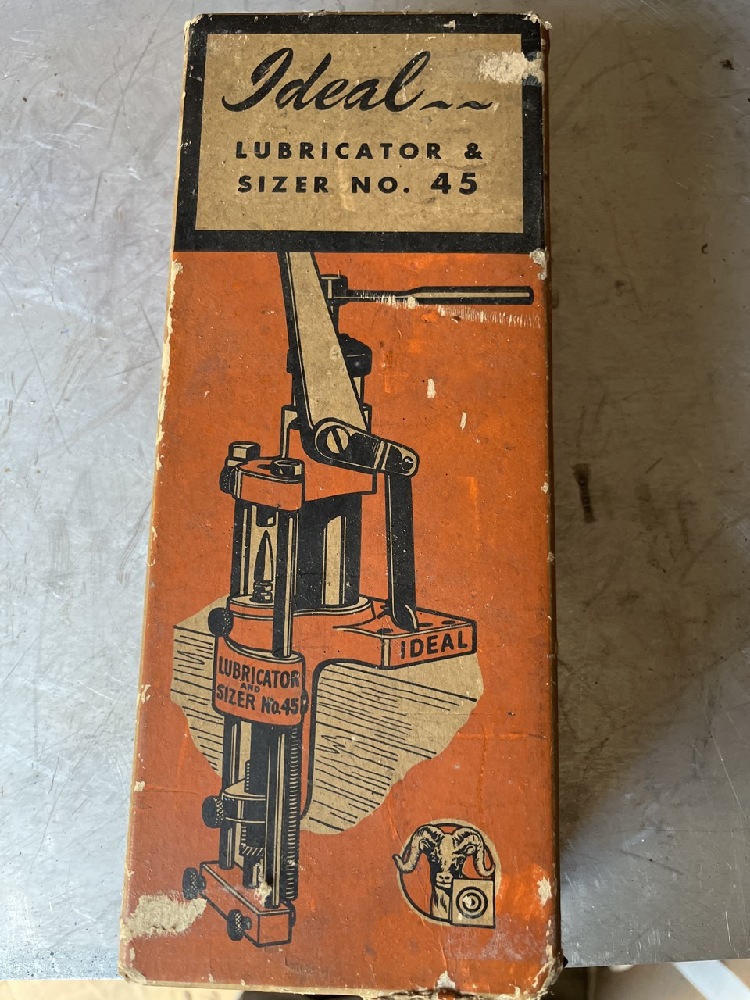 Ideal
LUBRICATOR &
SIZER NO. 45
IDEAL
LUBRICATOR
AND
SIZER No. 45